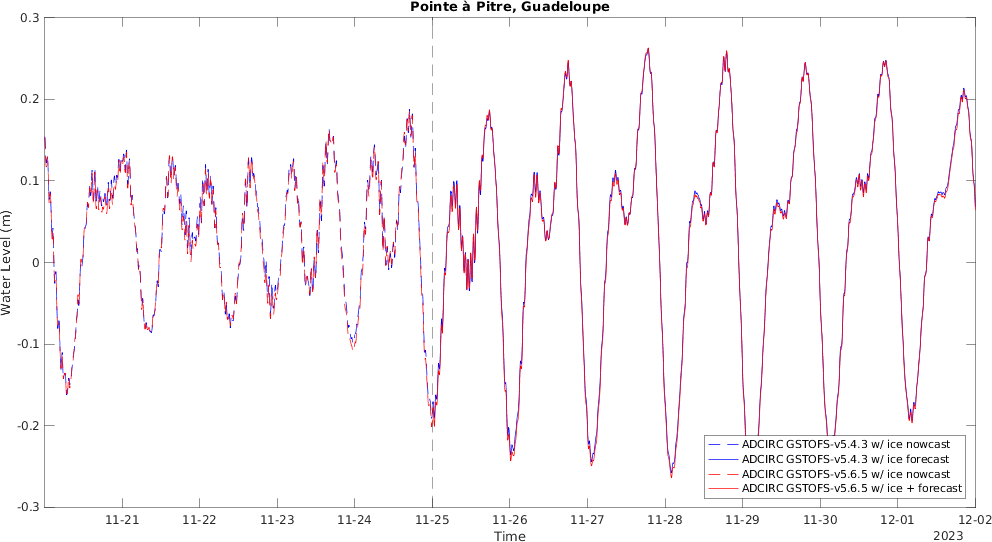 Pointe à Pitre, Guadeloupe
0.3
0.2
0.1
0
-0.1
-0.2
-0.3
Water Level (m)
ADCIRC GSTOFS-v5.4.3 w/ ice nowcast
ADCIRC GSTOFS-v5.4.3 w/ ice forecast
ADCIRC GSTOFS-v5.6.5 w/ ice nowcast
ADCIRC GSTOFS-v5.6.5 w/ ice + forecast
11-21 11-22 11-23 11-24 11-25 11-26 11-27 11-28 11-29 11-30 12-01 12-02
Time
2023